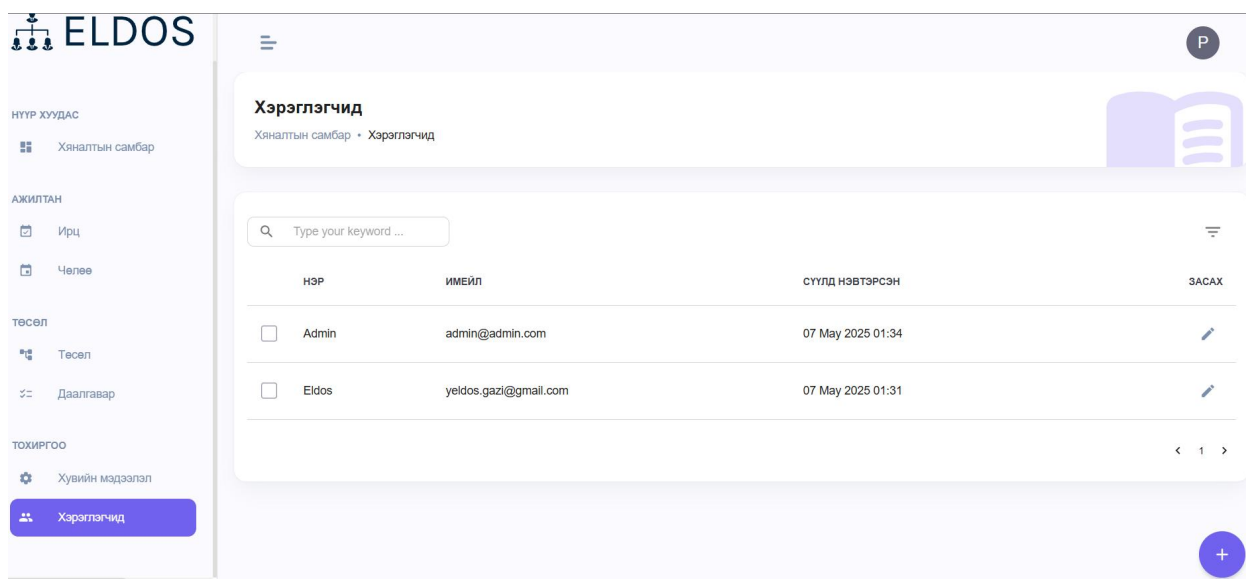 ELDOS
P
НҮҮР ХУУДАС
Хяналтын самбар
АЖИЛТАН
Ирц
Чөлөө
ТӨСӨЛ
Төсөл
Даалгавар
ТОХИРГОО
Хувийн мэдээлэл
Хэрэглэгчид
Хэрэглэгчид
Хяналтын самбар • Хэрэглэгчид
Type your keyword ...
НЭР ИМЕЙЛ СҮҮЛД НЭВТЭРСЭН ЗАСАХ
Admin admin@admin.com 07 May 2025 01:34
Eldos yeldos.gazi@gmail.com 07 May 2025 01:31
‹ 1 ›
+